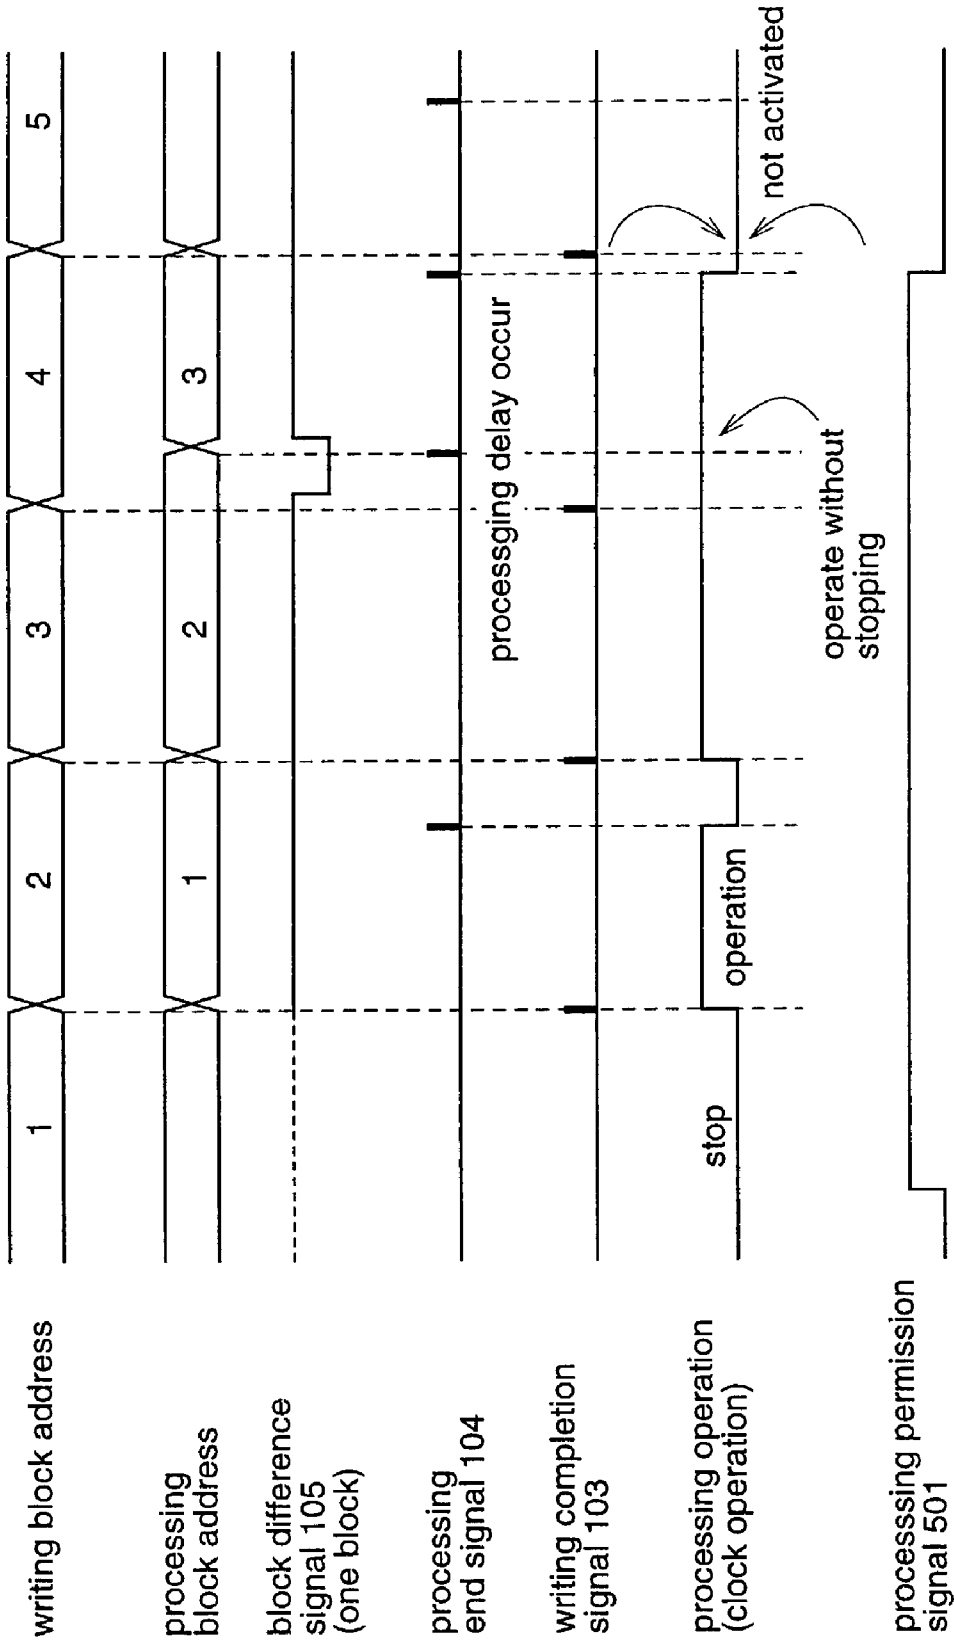 writing block address
1
2
3
4
5
processing
block address
1
2
3
block difference
signal 105
(one block)
processing
end signal 104
processging delay occur
writing completion
signal 103
processing operation
(clock operation)
stop
operation
not activated
operate without
stopping
processsing permission
signal 501